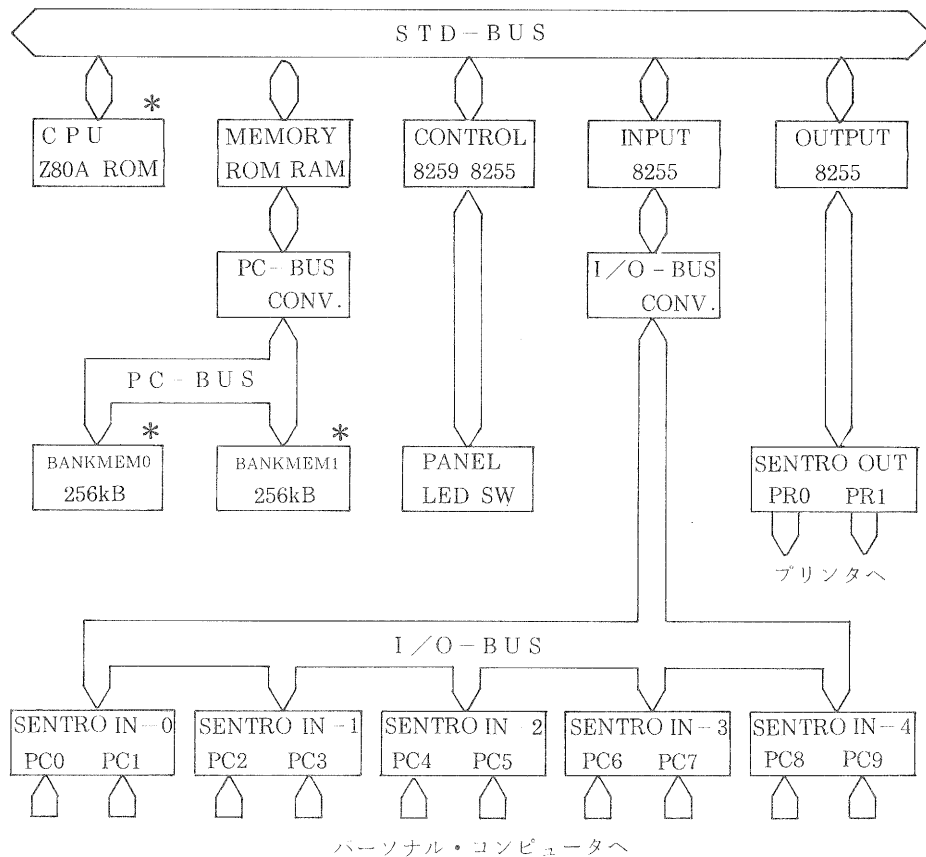 STD-BUS
*
CPU
Z80A ROM
MEMORY
ROM RAM
CONTROL
8259 8255
INPUT
8255
OUTPUT
8255
PC-BUS
CONV.
I/O-BUS
CONV.
PC-BUS
*
*
BANKMEM0
256kB
BANKMEM1
256kB
PANEL
LED SW
SENTRO OUT
PR0 PR1
プリンタへ
I/O-BUS
SENTRO IN-0
PC0 PC1
SENTRO IN-1
PC2 PC3
SENTRO IN-2
PC4 PC5
SENTRO IN-3
PC6 PC7
SENTRO IN-4
PC8 PC9
パーソナル・コンピュータへ